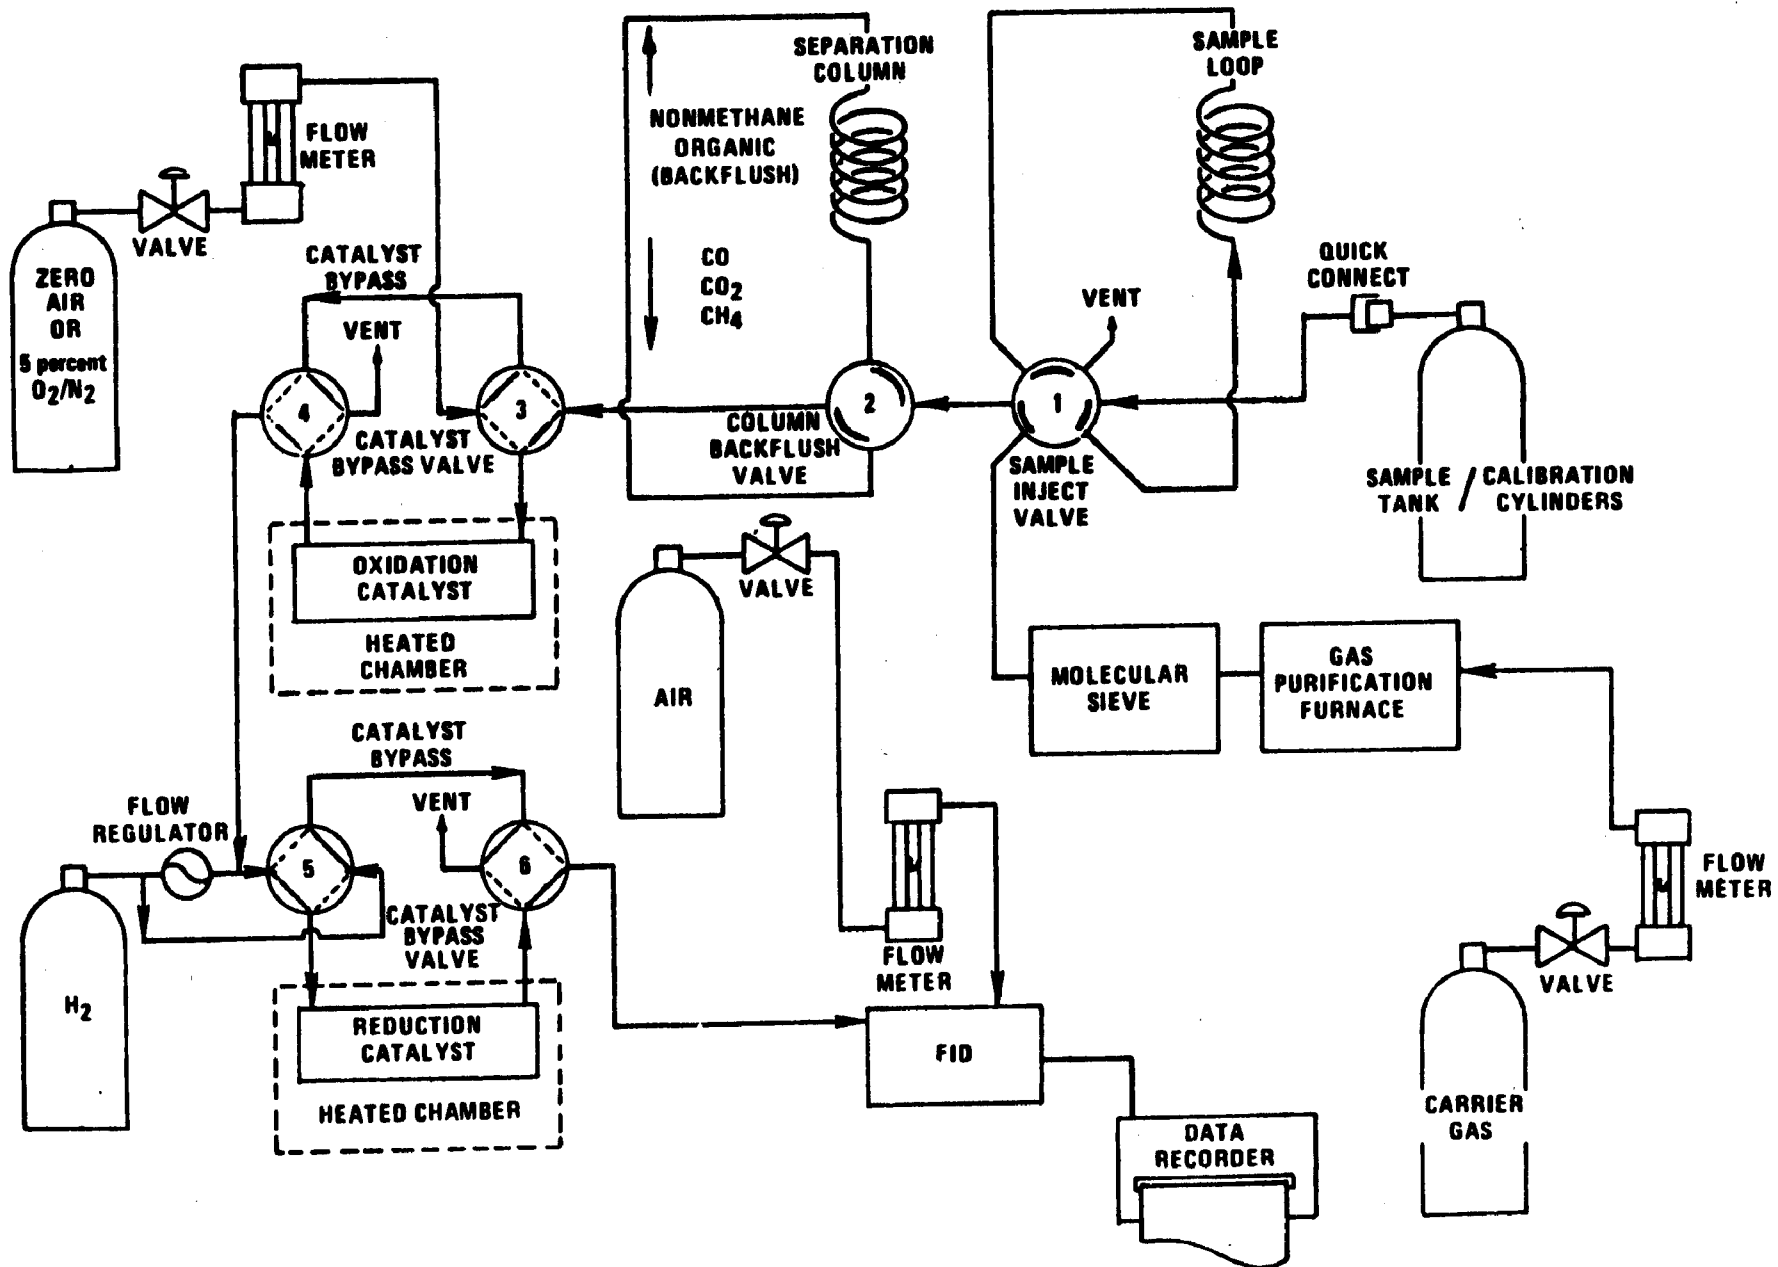 SEPARATION
COLUMN
SAMPLE
LOOP
FLOW
METER
NONMETHANE
ORGANIC
(BACKFLUSH)
VALVE
CATALYST
BYPASS
CO
CO2
CH4
QUICK
CONNECT
ZERO
AIR
OR
5 percent
O2/N2
VENT
VENT
4
3
2
1
CATALYST
BYPASS VALVE
COLUMN
BACKFLUSH
VALVE
SAMPLE
INJECT
VALVE
SAMPLE
TANK
/
CALIBRATION
CYLINDERS
OXIDATION
CATALYST
HEATED
CHAMBER
VALVE
AIR
MOLECULAR
SIEVE
GAS
PURIFICATION
FURNACE
CATALYST
BYPASS
VENT
FLOW
REGULATOR
5
6
CATALYST
BYPASS
VALVE
FLOW
METER
FLOW
METER
VALVE
H2
REDUCTION
CATALYST
HEATED CHAMBER
FID
CARRIER
GAS
DATA
RECORDER